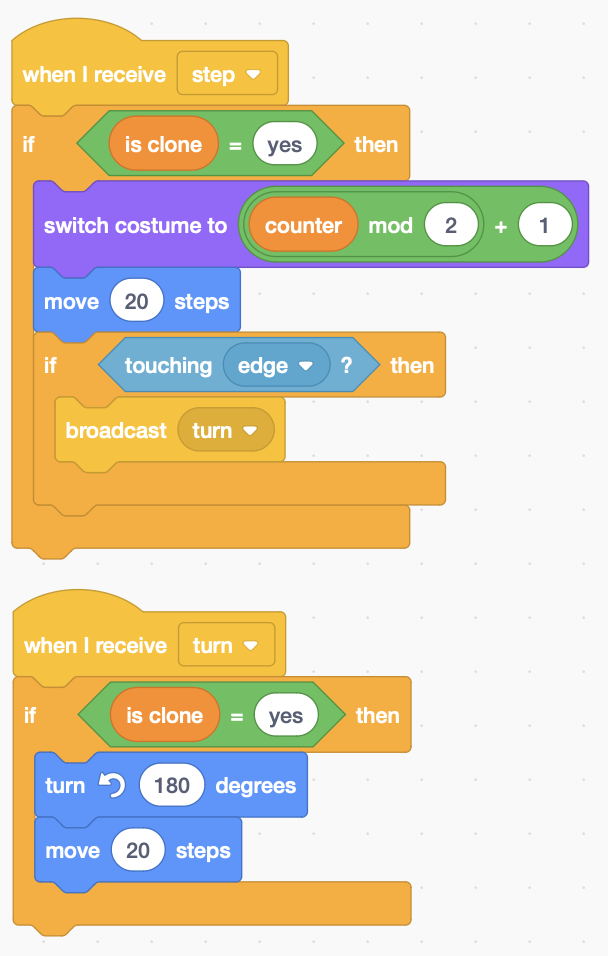 when I receive step
if is clone = yes then
switch costume to counter mod 2 + 1
move 20 steps
if touching edge ? then
broadcast turn
when I receive turn
if is clone = yes then
turn 180 degrees
move 20 steps